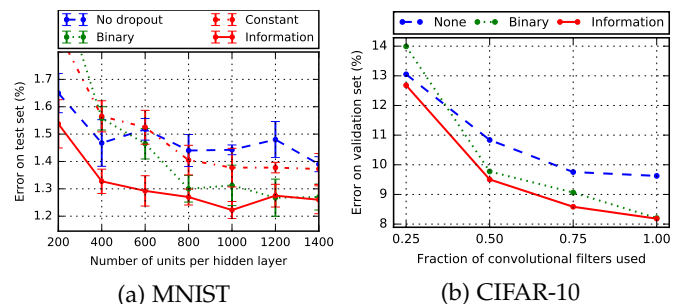 No dropout
Constant
Binary
Information
Error on test set (%)
1.7
1.6
1.5
1.4
1.3
1.2
200 400 600 800 1000 1200 1400
Number of units per hidden layer
(a) MNIST
None
Binary
Information
Error on validation set (%)
14
13
12
11
10
9
8
0.25 0.50 0.75 1.00
Fraction of convolutional filters used
(b) CIFAR-10